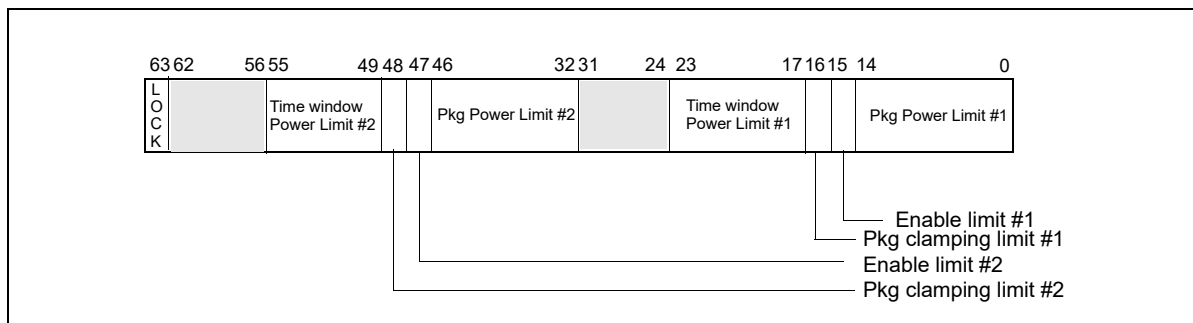 63 62 56 55 49 48 47 46 32 31 24 23 17 16 15 14 0
L
O
C
K
Time window
Power Limit #2
Pkg Power Limit #2
Time window
Power Limit #1
Pkg Power Limit #1
Enable limit #1
Pkg clamping limit #1
Enable limit #2
Pkg clamping limit #2